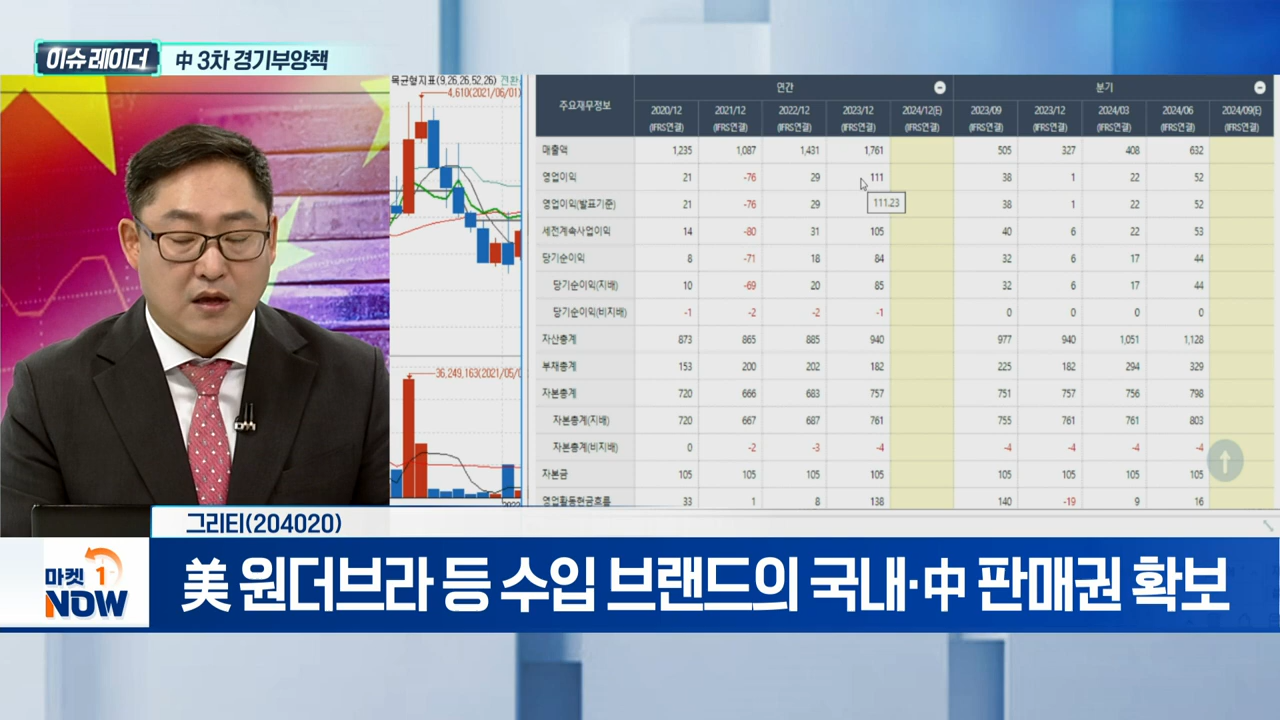 이슈 레이더 中 3차 경기부양책
목균형지표(9,26,26,52,26) 전환
4,610(2021/06/01)
36,249,163(2021/05/0
2022
주요재무정보 연간 분기
2020/12 2021/12 2022/12 2023/12 2024/12(E) 2023/09 2023/12 2024/03 2024/06 2024/09(E)
(IFRS연결) (IFRS연결) (IFRS연결) (IFRS연결) (IFRS연결) (IFRS연결) (IFRS연결) (IFRS연결) (IFRS연결) (IFRS연결)
매출액 1,235 1,087 1,431 1,761 505 327 408 632
영업이익 21 -76 29 111 38 1 22 52
영업이익(발표기준) 21 -76 29 38 1 22 52
111.23
세전계속사업이익 14 -80 31 105 40 6 22 53
당기순이익 8 -71 18 84 32 6 17 44
당기순이익(지배) 10 -69 20 85 32 6 17 44
당기순이익(비지배) -1 -2 -2 -1 0 0 0 0
자산총계 873 865 885 940 977 940 1,051 1,128
부채총계 153 200 202 182 225 182 294 329
자본총계 720 666 683 757 751 757 756 798
자본총계(지배) 720 667 687 761 755 761 761 803
자본총계(비지배) 0 -2 -3 -4 -4 -4 -4 -4
자본금 105 105 105 105 105 105 105 105
영업활동현금흐름 33 1 8 138 140 -19 9 16
그리티(204020)
마켓 1
NOW
美 원더브라 등 수입 브랜드의 국내·中 판매권 확보